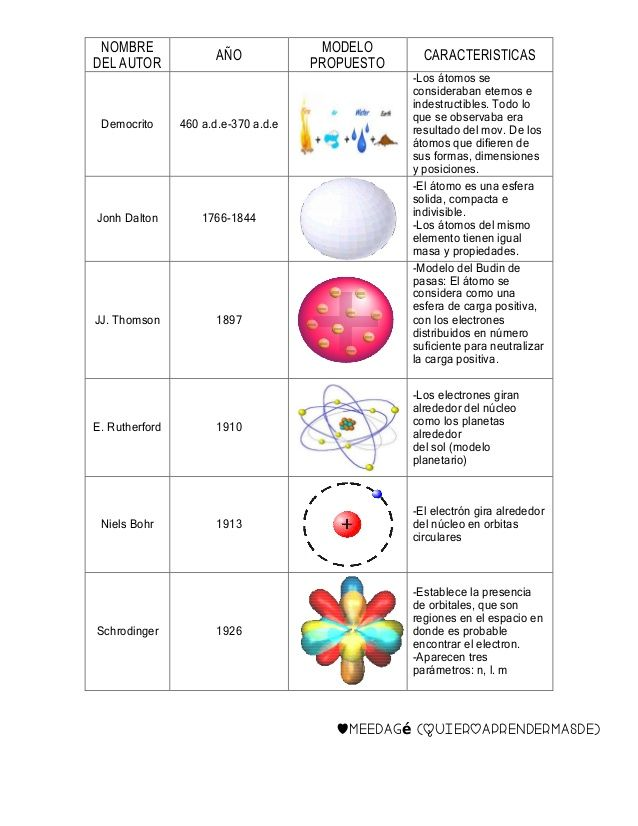 NOMBRE
DEL AUTOR
AÑO
MODELO
PROPUESTO
CARACTERISTICAS
Democrito
460 a.d.e-370 a.d.e
Water Earth
-Los átomos se
consideraban eternos e
indestructibles. Todo lo
que se observaba era
resultado del mov. De los
átomos que difieren de
sus formas, dimensiones
y posiciones.
Jonh Dalton
1766-1844
-El átomo es una esfera
solida, compacta e
indivisible.
-Los átomos del mismo
elemento tienen igual
masa y propiedades.
JJ. Thomson
1897
-Modelo del Budin de
pasas: El átomo se
considera como una
esfera de carga positiva,
con los electrones
distribuidos en número
suficiente para neutralizar
la carga positiva.
E. Rutherford
1910
-Los electrones giran
alrededor del núcleo
como los planetas
alrededor
del sol (modelo
planetario)
Niels Bohr
1913
+
-El electrón gira alrededor
del núcleo en orbitas
circulares
Schrodinger
1926
-Establece la presencia
de orbitales, que son
regiones en el espacio en
donde es probable
encontrar el electron.
-Aparecen tres
parámetros: n, l. m
♥MEEDAGé (QUIER♡APRENDERMASDE)